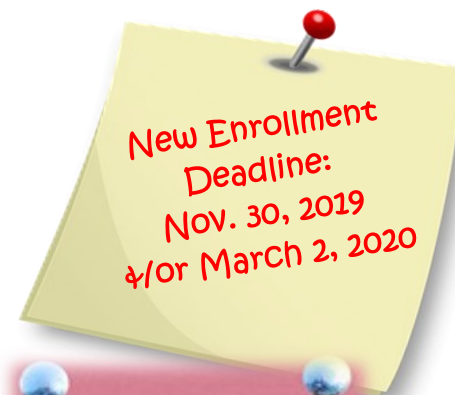 New Enrollment
Deadline:
Nov. 30, 2019
&/or March 2, 2020